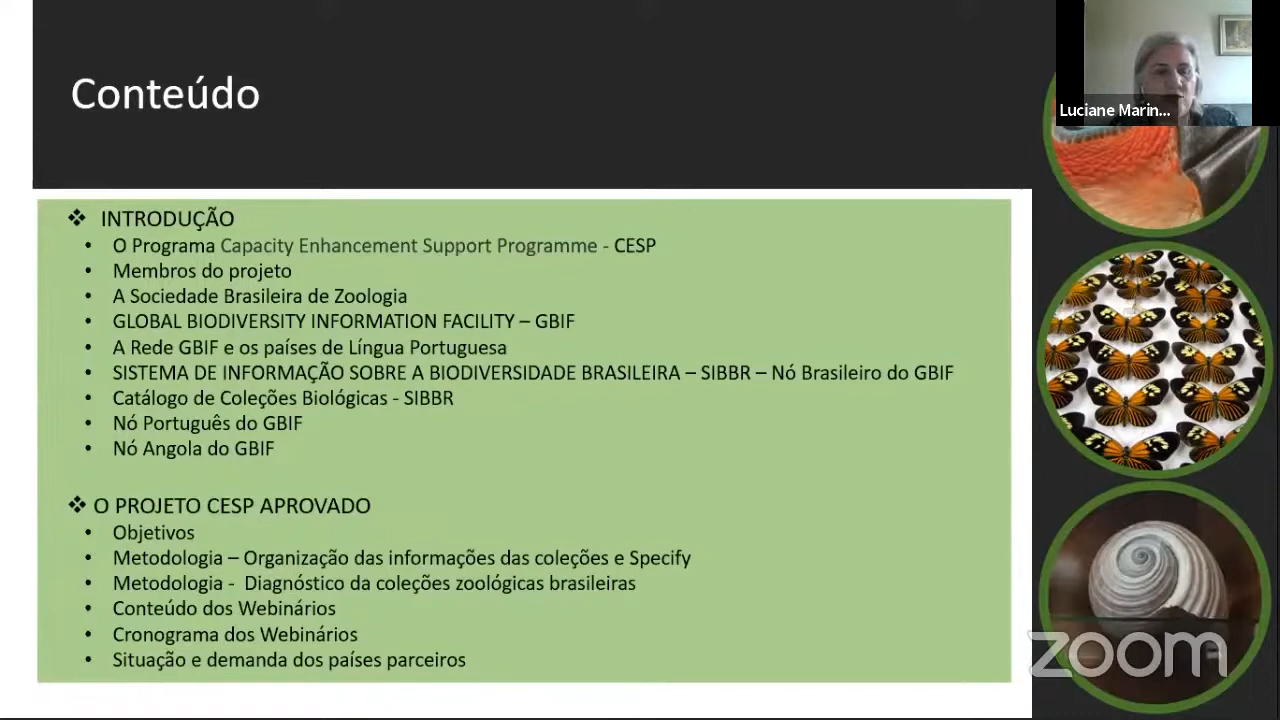 Conteúdo
Luciane Marin...
❖ INTRODUÇÃO
• O Programa Capacity Enhancement Support Programme - CESP
• Membros do projeto
• A Sociedade Brasileira de Zoologia
• GLOBAL BIODIVERSITY INFORMATION FACILITY – GBIF
• A Rede GBIF e os países de Língua Portuguesa
• SISTEMA DE INFORMAÇÃO SOBRE A BIODIVERSIDADE BRASILEIRA – SIBBR – Nó Brasileiro do GBIF
• Catálogo de Coleções Biológicas - SIBBR
• Nó Português do GBIF
• Nó Angola do GBIF
❖ O PROJETO CESP APROVADO
• Objetivos
• Metodologia – Organização das informações das coleções e Specify
• Metodologia - Diagnóstico da coleções zoológicas brasileiras
• Conteúdo dos Webinários
• Cronograma dos Webinários
• Situação e demanda dos países parceiros
zoom